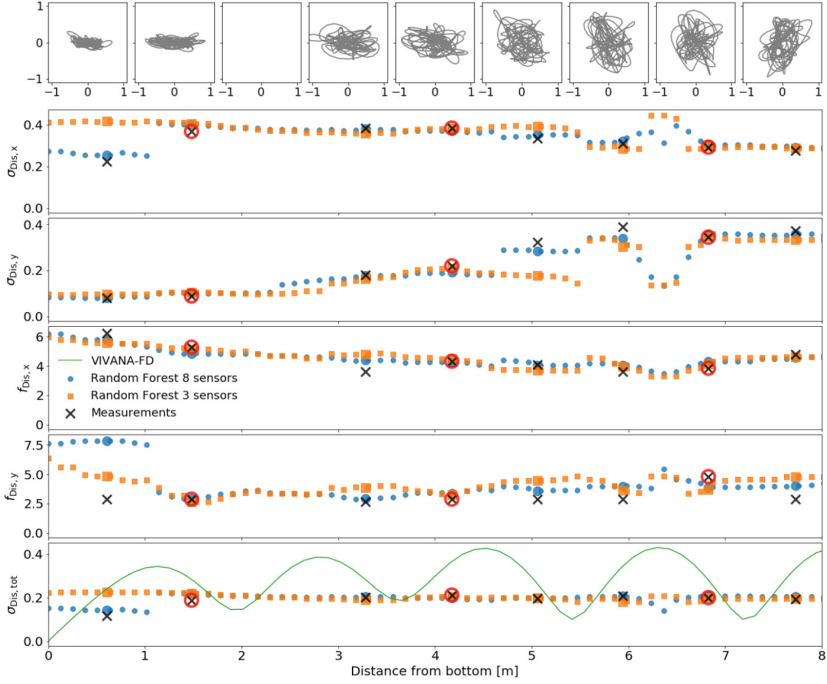 1
0
−1
−1 0 1 −1 0 1 −1 0 1 −1 0 1 −1 0 1 −1 0 1 −1 0 1 −1 0 1 −1 0 1
0.4
0.2
0.0
σDis, x
0.4
0.2
0.0
σDis, y
6
4
2
0
fDis, x
VIVANA-FD
Random Forest 8 sensors
Random Forest 3 sensors
Measurements
7.5
5.0
2.5
0.0
fDis, y
0.4
0.2
0.0
σDis, tot
0 1 2 3 4 5 6 7 8
Distance from bottom [m]